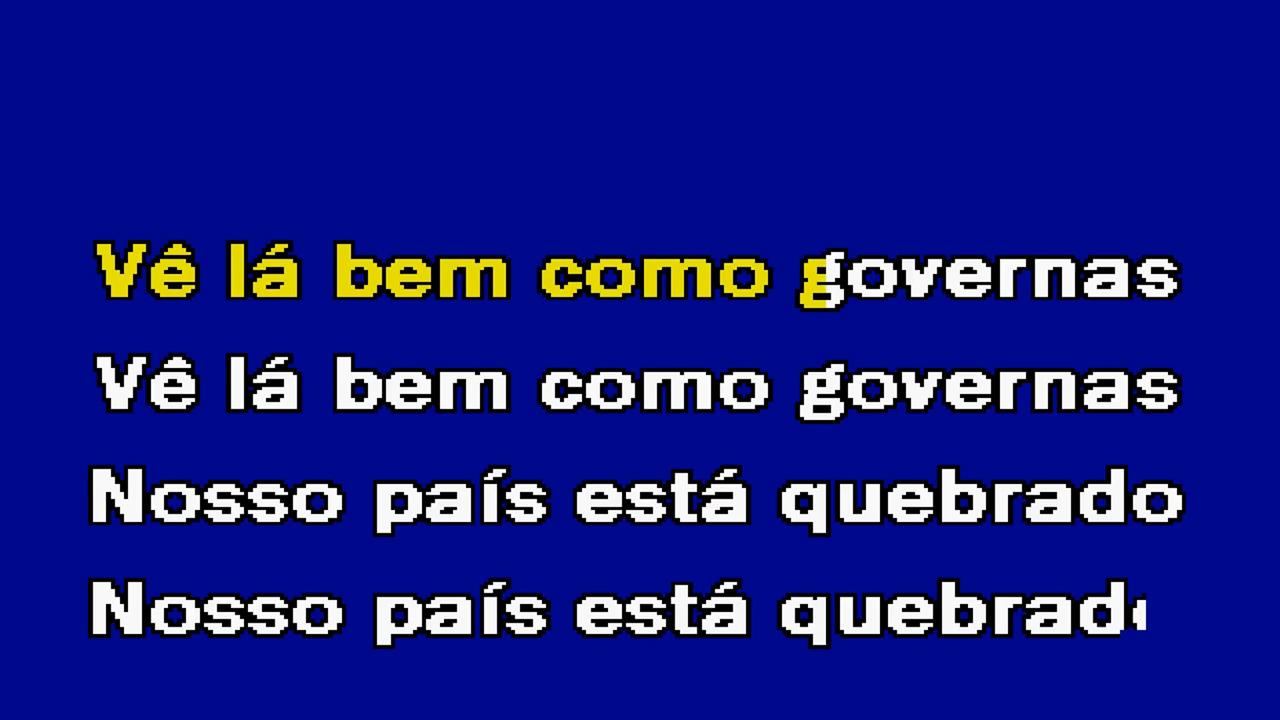 Vê lá bem como governas
Vê lá bem como governas
Nosso país está quebrado
Nosso país está quebrad